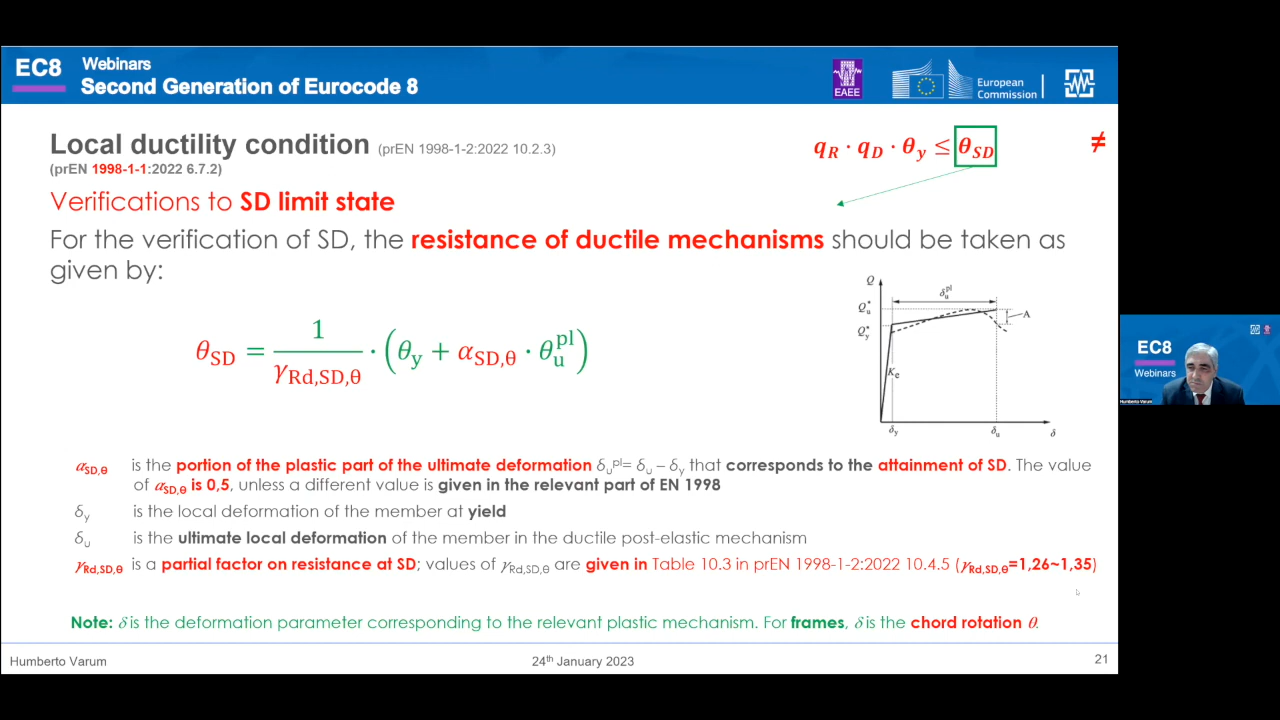 EC8
Webinars
Second Generation of Eurocode 8
EAEE
European
Commission
Local ductility condition (prEN 1998-1-2:2022 10.2.3)
(prEN 1998-1-1:2022 6.7.2)
q_R · q_D · θ_y ≤ θ_SD
≠
Verifications to SD limit state
For the verification of SD, the resistance of ductile mechanisms should be taken as
given by:
θ_SD = 1 / γ_Rd,SD,θ · (θ_y + α_SD,θ · θ_u^pl)
Q
δ_u^pl
Q_u^*
Q_y^*
A
K_e
δ_y
δ_u
δ
α_SD,θ is the portion of the plastic part of the ultimate deformation δ_u^pl= δ_u – δ_y that corresponds to the attainment of SD. The value
of α_SD,θ is 0,5, unless a different value is given in the relevant part of EN 1998
δ_y is the local deformation of the member at yield
δ_u is the ultimate local deformation of the member in the ductile post-elastic mechanism
γ_Rd,SD,θ is a partial factor on resistance at SD; values of γ_Rd,SD,θ are given in Table 10.3 in prEN 1998-1-2:2022 10.4.5 (γ_Rd,SD,θ=1,26~1,35)
Note: δ is the deformation parameter corresponding to the relevant plastic mechanism. For frames, δ is the chord rotation θ.
Humberto Varum
24th January 2023
21
EC8
Webinars
Humberto Varum